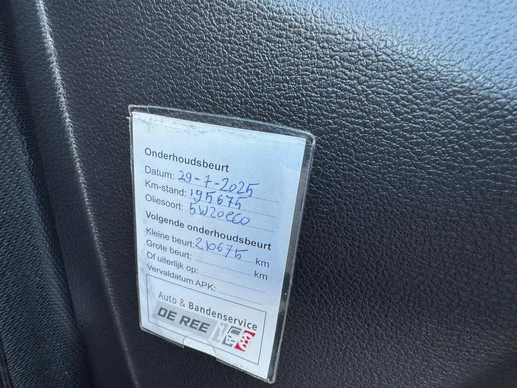 Onderhoudsbeurt
Datum: 29-7-2025
Km-stand: 195675
Oliesoort: 5W20eco
Volgende onderhoudsbeurt
Kleine beurt: 210675 km
Grote beurt: km
Of uiterlijk op:
Vervaldatum APK:
Auto & Bandenservice
DE REE